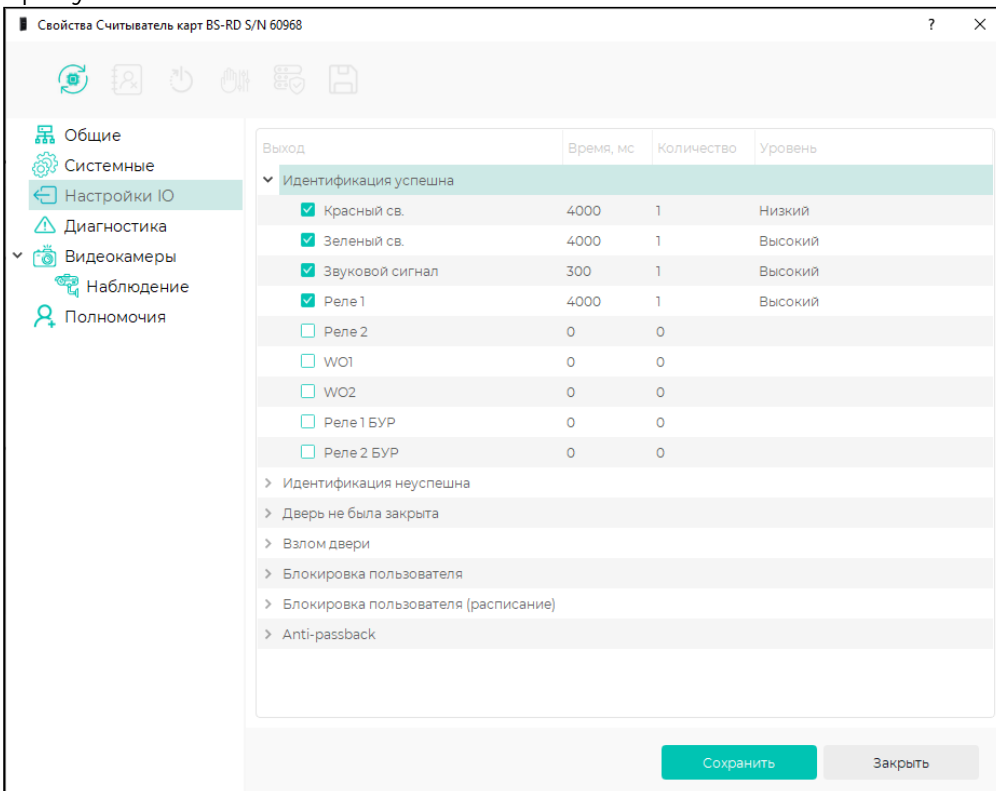 Свойства Считыватель карт BS-RD S/N 60968 ?
Общие
Системные
Настройки IO
Диагностика
Видеокамеры
Наблюдение
Полномочия
Выход Время, мс Количество Уровень
Идентификация успешна
Красный св. 4000 1 Низкий
Зеленый св. 4000 1 Высокий
Звуковой сигнал 300 1 Высокий
Реле 1 4000 1 Высокий
Реле 2 0 0
WO1 0 0
WO2 0 0
Реле 1 БУР 0 0
Реле 2 БУР 0 0
Идентификация неуспешна
Дверь не была закрыта
Взлом двери
Блокировка пользователя
Блокировка пользователя (расписание)
Anti-passback
Сохранить Закрыть